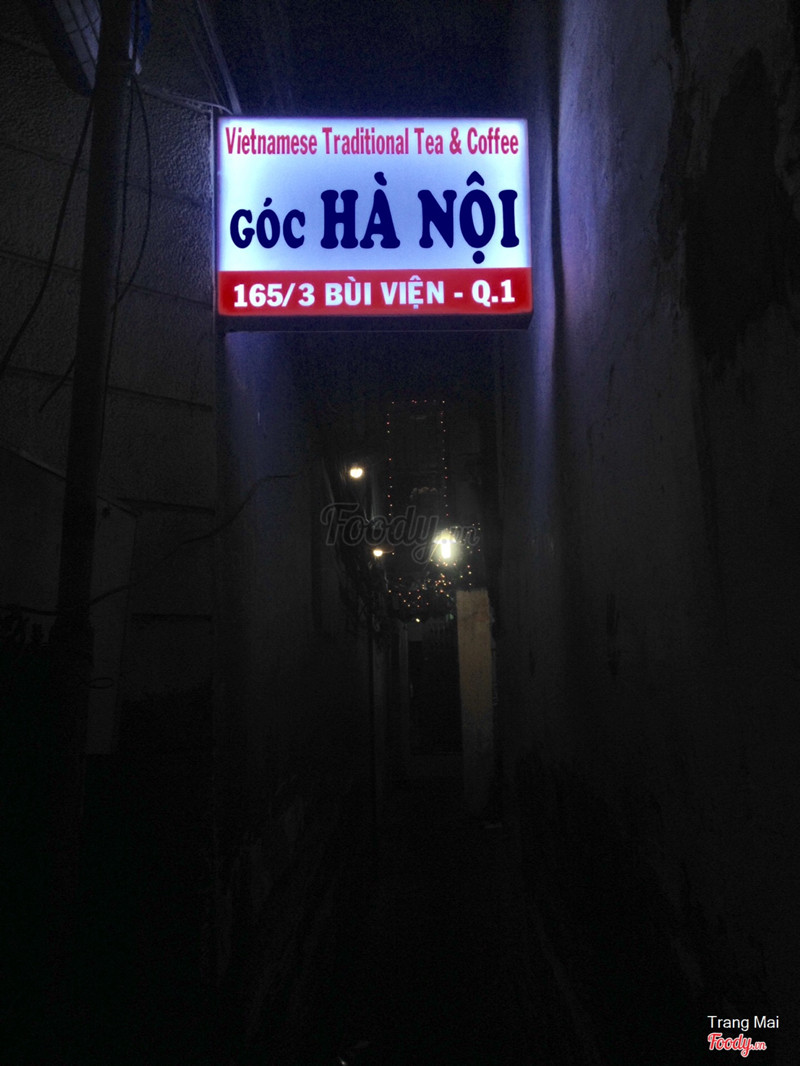 Vietnamese Traditional Tea & Coffee
GÓC HÀ NỘI
165/3 BÙI VIỆN - Q.1
Foody.vn
Trang Mai
Foody.vn